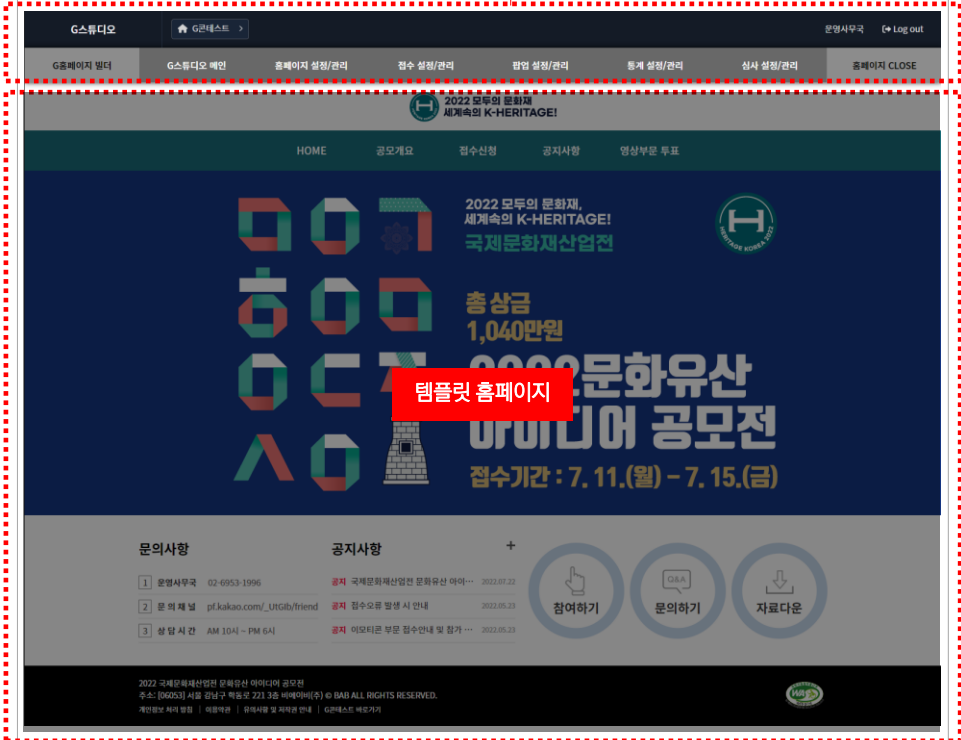 G스튜디오
G콘테스트 >
운영사무국 Log out
G홈페이지 빌더 G스튜디오 메인 홈페이지 설정/관리 접수 설정/관리 팝업 설정/관리 통계 설정/관리 심사 설정/관리 홈페이지 CLOSE
2022 모두의 문화재
세계속의 K-HERITAGE!
HOME 공모개요 접수신청 공지사항 영상부문 투표
2022 모두의 문화재,
세계속의 K-HERITAGE!
국제문화재산업전
H
HERITAGE KOREA 2022
총 상금
1,040만원
2022문화유산
템플릿 홈페이지
아이디어 공모전
접수기간 : 7. 11.(월) – 7. 15.(금)
문의사항
1 운영사무국 02-6953-1996
2 문의채널 pf.kakao.com/_UtGIb/friend
3 상담시간 AM 10시 ~ PM 6시
공지사항 +
공지 국제문화재산업전 문화유산 아이··· 2022.07.22
공지 접수오류 발생 시 안내 2022.05.23
공지 이모티콘 부문 접수안내 및 참가 ··· 2022.05.23
참여하기
Q&A
문의하기
자료다운
2022 국제문화재산업전 문화유산 아이디어 공모전
주소: [06053] 서울 강남구 학동로 221 3층 비에이비(주) © BAB ALL RIGHTS RESERVED.
개인정보 처리 방침 | 이용약관 | 유의사항 및 저작권 안내 | G콘테스트 바로가기
WA